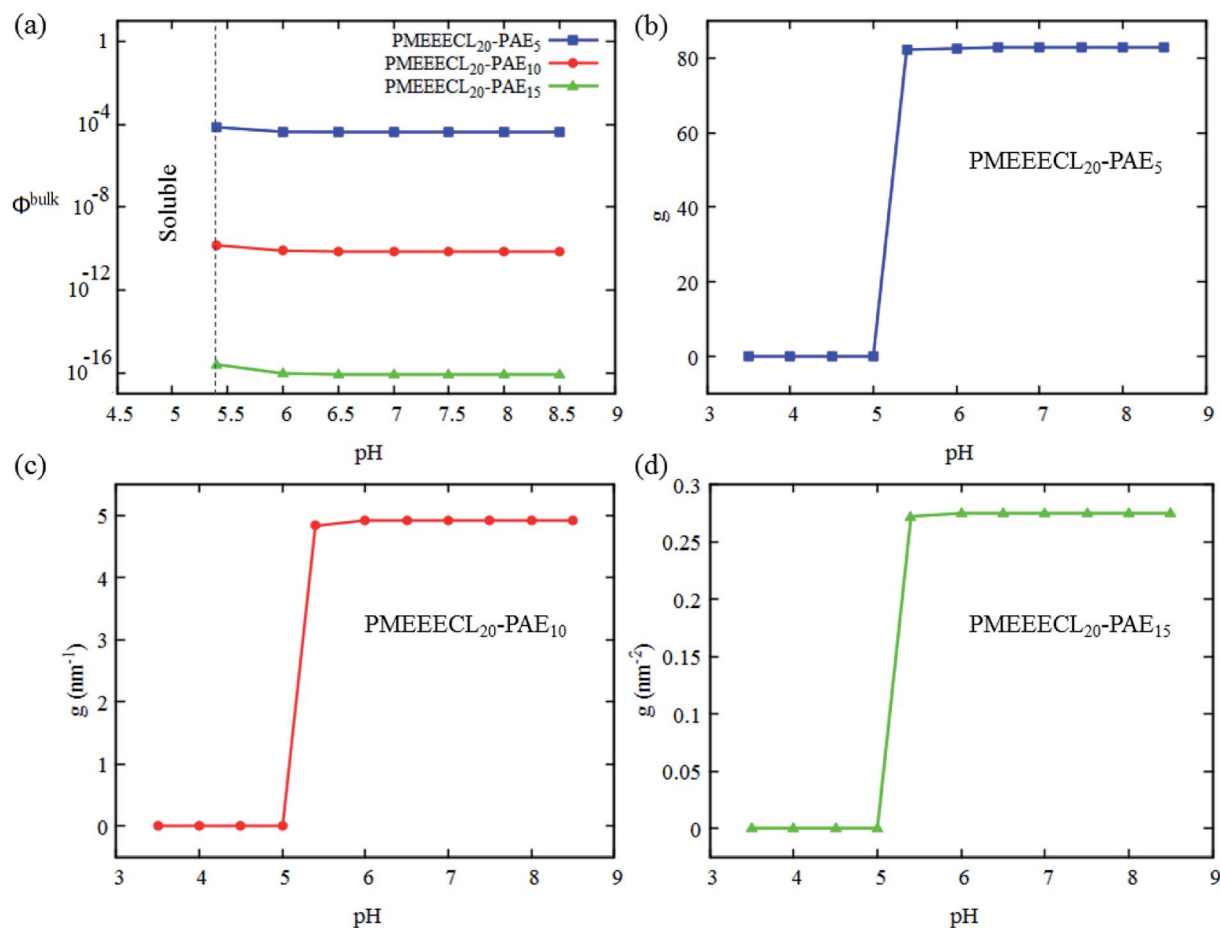 (a)
1
10-4
10-8
10-12
10-16
Φbulk
Soluble
PMEEECL20-PAE5
PMEEECL20-PAE10
PMEEECL20-PAE15
4.5 5 5.5 6 6.5 7 7.5 8 8.5 9
pH
(b)
80
60
40
20
0
g
PMEEECL20-PAE5
3 4 5 6 7 8 9
pH
(c)
5
4
3
2
1
0
g (nm-1)
PMEEECL20-PAE10
3 4 5 6 7 8 9
pH
(d)
0.3
0.25
0.2
0.15
0.1
0.05
0
g (nm-2)
PMEEECL20-PAE15
3 4 5 6 7 8 9
pH